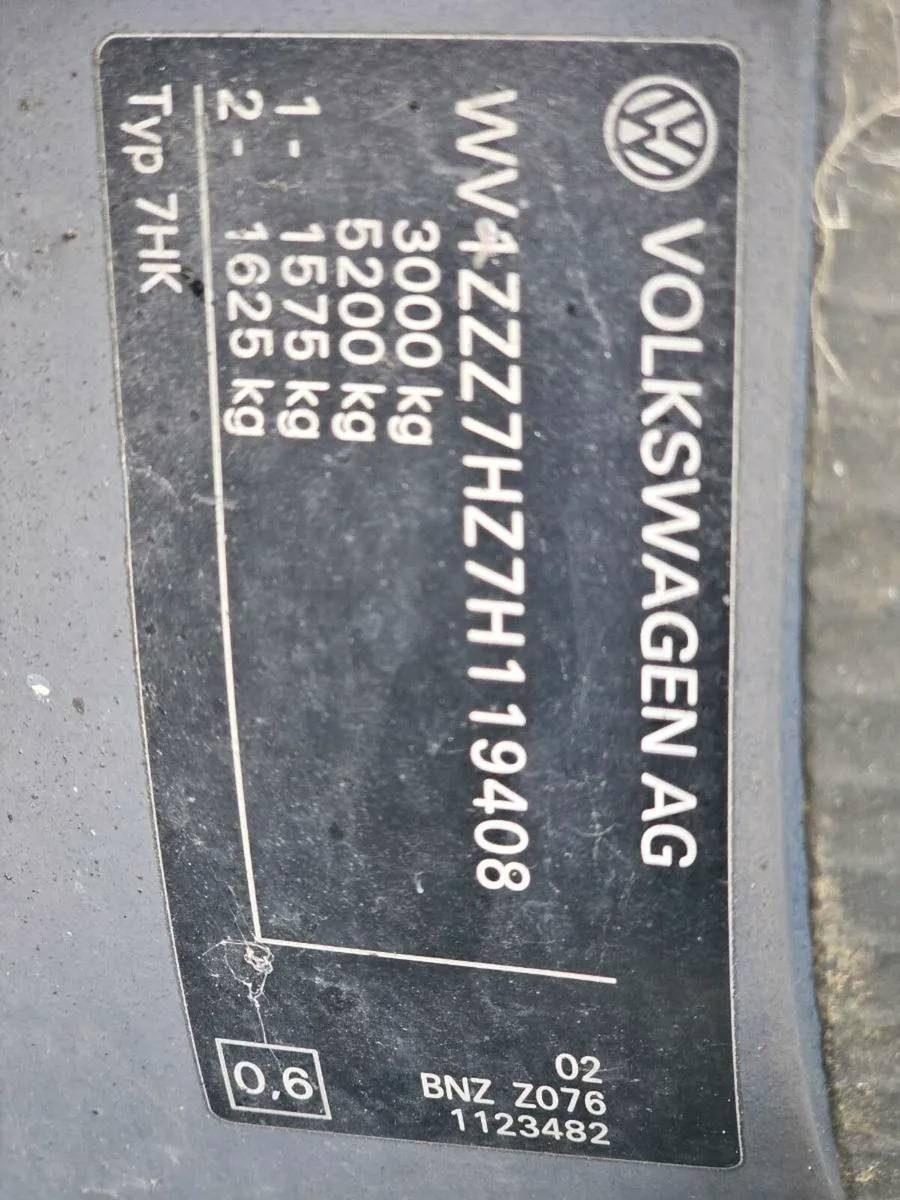 VOLKSWAGEN AG
WV1ZZZ7HZ7H119408
3000 kg
5200 kg
1- 1575 kg
2- 1625 kg
Typ 7HK
02
BNZ Z076
1123482
0,6